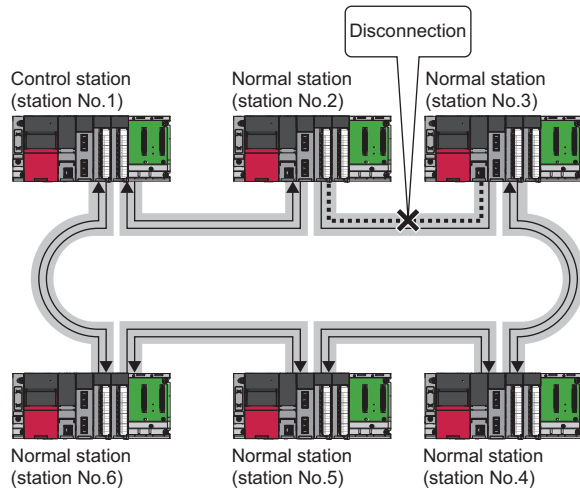 Disconnection
Control station
(station No.1)
Normal station
(station No.2)
Normal station
(station No.3)
Normal station
(station No.6)
Normal station
(station No.5)
Normal station
(station No.4)